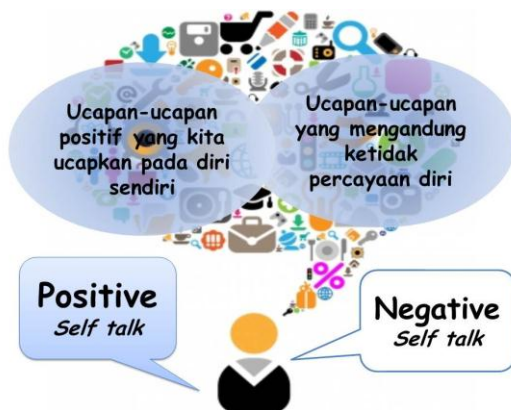 Ucapan-ucapan
positif yang kita
ucapkan pada diri
sendiri
Ucapan-ucapan
yang mengandung
ketidak
percayaan diri
Positive
Self talk
Negative
Self talk